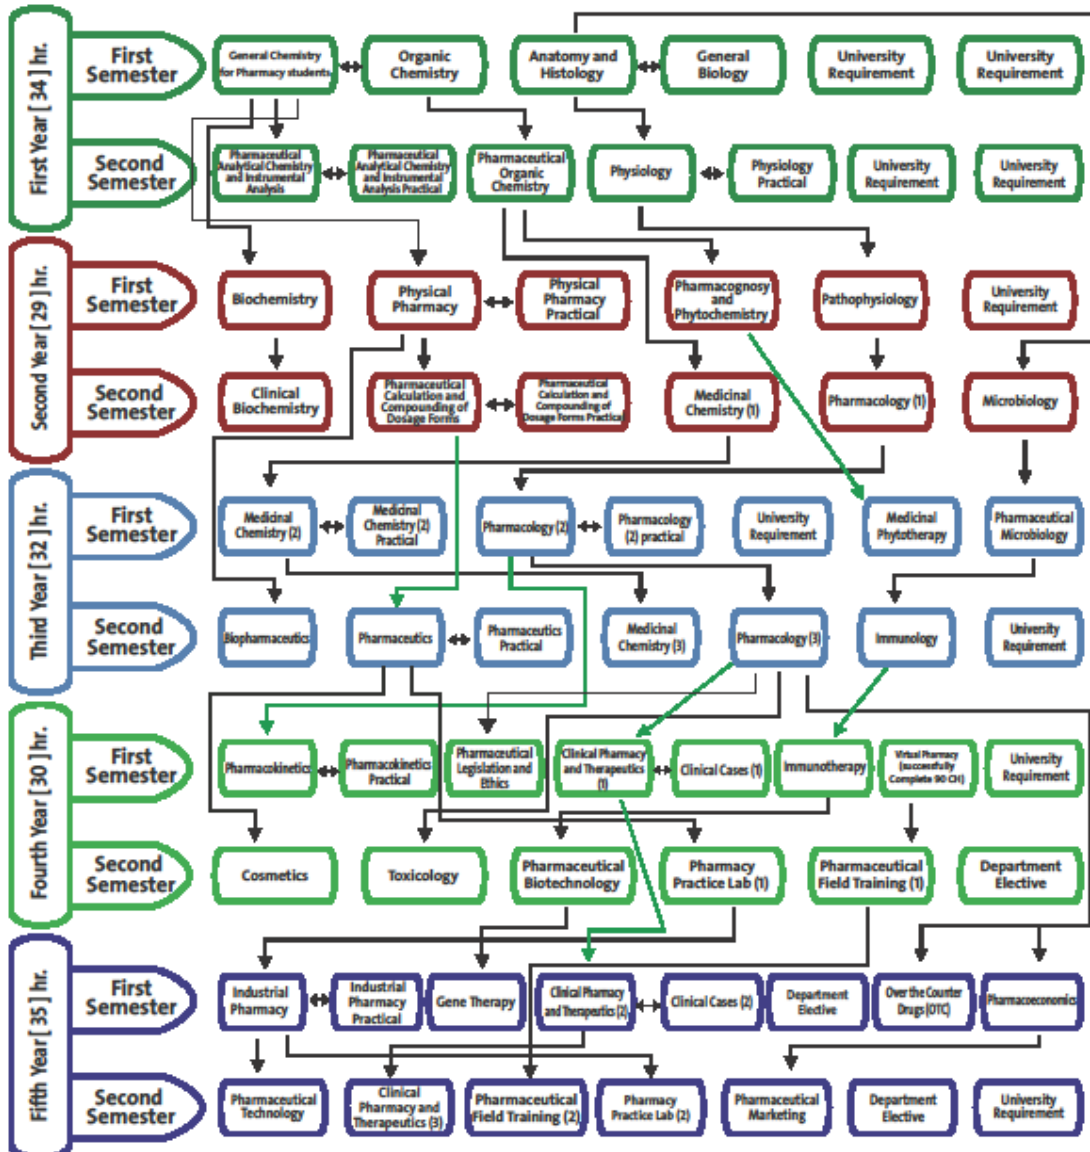 First Year [ 34 ] hr.
First
Semester
General Chemistry
for Pharmacy students
Organic
Chemistry
Anatomy and
Histology
General
Biology
University
Requirement
University
Requirement
Second
Semester
Pharmaceutical
Analytical Chemistry
and Instrumental
Analysis
Pharmaceutical
Analytical Chemistry
and Instrumental
Analysis Practical
Pharmaceutical
Organic
Chemistry
Physiology
Physiology
Practical
University
Requirement
University
Requirement
Second Year [ 29 ] hr.
First
Semester
Biochemistry
Physical
Pharmacy
Physical
Pharmacy
Practical
Pharmacognosy
and
Phytochemistry
Pathophysiology
University
Requirement
Second
Semester
Clinical
Biochemistry
Pharmaceutical
Calculation and
Compounding of
Dosage Forms
Pharmaceutical
Calculation and
Compounding of
Dosage Forms Practical
Medicinal
Chemistry (1)
Pharmacology (1)
Microbiology
Third Year [ 32 ] hr.
First
Semester
Medicinal
Chemistry (2)
Medicinal
Chemistry (2)
Practical
Pharmacology (2)
Pharmacology
(2) practical
University
Requirement
Medicinal
Phytotherapy
Pharmaceutical
Microbiology
Second
Semester
Biopharmaceutics
Pharmaceutics
Pharmaceutics
Practical
Medicinal
Chemistry (3)
Pharmacology (3)
Immunology
University
Requirement
Fourth Year [ 30 ] hr.
First
Semester
Pharmacokinetics
Pharmacokinetics
Practical
Pharmaceutical
Legislation and
Ethics
Clinical Pharmacy
and Therapeutics
(1)
Clinical Cases (1)
Immunotherapy
Virtual Pharmacy
(successfully
Complete 90 CH)
University
Requirement
Second
Semester
Cosmetics
Toxicology
Pharmaceutical
Biotechnology
Pharmacy
Practice Lab (1)
Pharmaceutical
Field Training (1)
Department
Elective
Fifth Year [ 35 ] hr.
First
Semester
Industrial
Pharmacy
Industrial
Pharmacy
Practical
Gene Therapy
Clinical Pharmacy
and Therapeutics (2)
Clinical Cases (2)
Department
Elective
Over the Counter
Drugs (OTC)
Pharmacoeconomics
Second
Semester
Pharmaceutical
Technology
Clinical
Pharmacy and
Therapeutics (3)
Pharmaceutical
Field Training (2)
Pharmacy
Practice Lab (2)
Pharmaceutical
Marketing
Department
Elective
University
Requirement